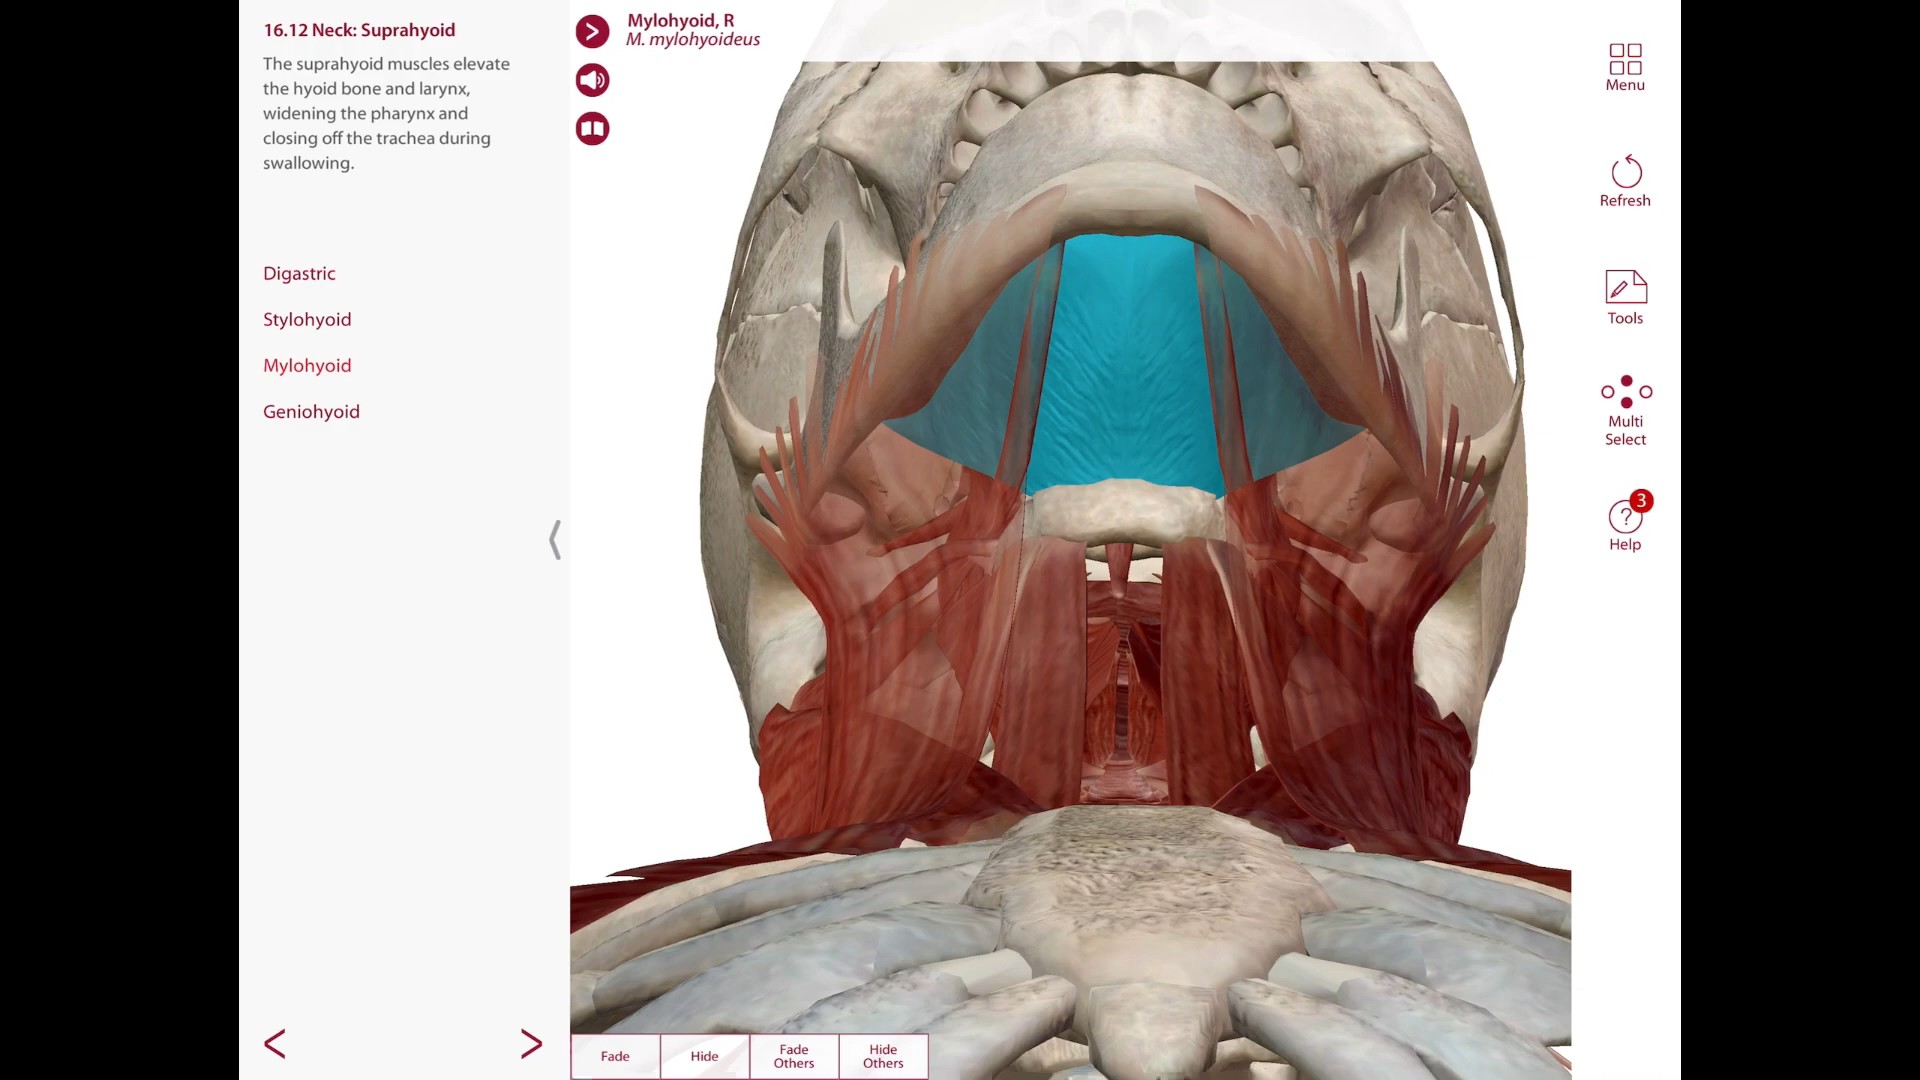 16.12 Neck: Suprahyoid
The suprahyoid muscles elevate
the hyoid bone and larynx,
widening the pharynx and
closing off the trachea during
swallowing.
Digastric
Stylohyoid
Mylohyoid
Geniohyoid
Mylohyoid, R
M. mylohyoideus
Menu
Refresh
Tools
Multi
Select
3
Help
Fade
Hide
Fade
Others
Hide
Others